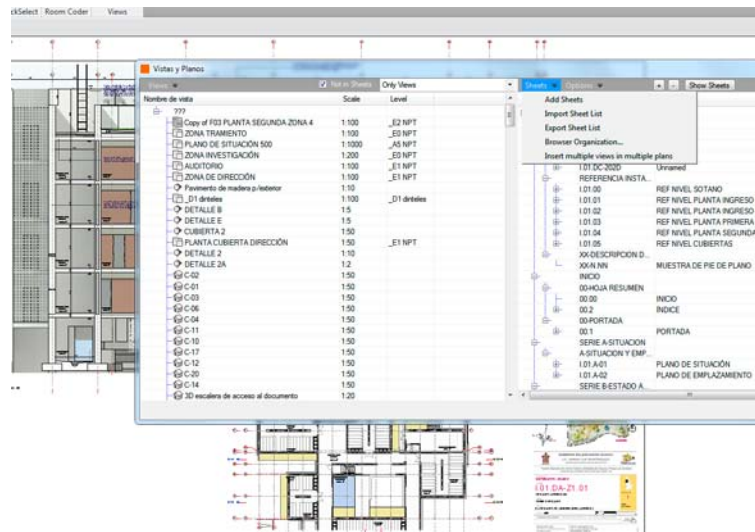 ckSelect Room Coder Views
Vistas y Planos
Views Not in Sheets Only Views Sheets Options + - Show Sheets
Nombre de vista Scale Level
???
Copy of F03 PLANTA SEGUNDA-ZONA 4 1:100 _E2 NPT
ZONA TRAMIENTO 1:100 _E0 NPT
PLANO DE SITUACIÓN 500 1:1000 _A5 NPT
ZONA INVESTIGACIÓN 1:200 _E0 NPT
AUDITORIO 1:100 _E1 NPT
ZONA DE DIRECCIÓN 1:100 _E1 NPT
Pavimento de madera p/exterior 1:10
_D1 dinteles 1:100 _D1 dinteles
DETALLE B 1:5
DETALLE E 1:5
CUBIERTA 2 1:50
PLANTA CUBIERTA DIRECCIÓN 1:50 _E1 NPT
DETALLE 2 1:10
DETALLE 2A 1:2
C-02 1:50
C-01 1:50
C-03 1:50
C-06 1:50
C-04 1:50
C-11 1:50
C-10 1:50
C-17 1:50
C-12 1:50
C-20 1:50
C-14 1:50
3D escalera de acceso al documento 1:20
Add Sheets
Import Sheet List
Export Sheet List
Browser Organization...
Insert multiple views in multiple plans
I.01.DC-202D Unnamed
REFERENCIA INSTA...
I.01.00 REF NIVEL SOTANO
I.01.01 REF NIVEL PLANTA INGRESO
I.01.02 REF NIVEL PLANTA INGRESO
I.01.03 REF NIVEL PLANTA PRIMERA
I.01.04 REF NIVEL PLANTA SEGUNDA
I.01.05 REF NIVEL CUBIERTAS
XX-DESCRIPCION D...
XX-N.NN MUESTRA DE PIE DE PLANO
INICIO
00-HOJA RESUMEN
00.00 INICIO
00.2 ÍNDICE
00-PORTADA
00.1 PORTADA
SERIE A-SITUACION
A-SITUACION Y EMP...
I.01.A-01 PLANO DE SITUACIÓN
I.01.A-02 PLANO DE EMPLAZAMIENTO
SERIE B-ESTADO A...
I.01.DA-Z1.01